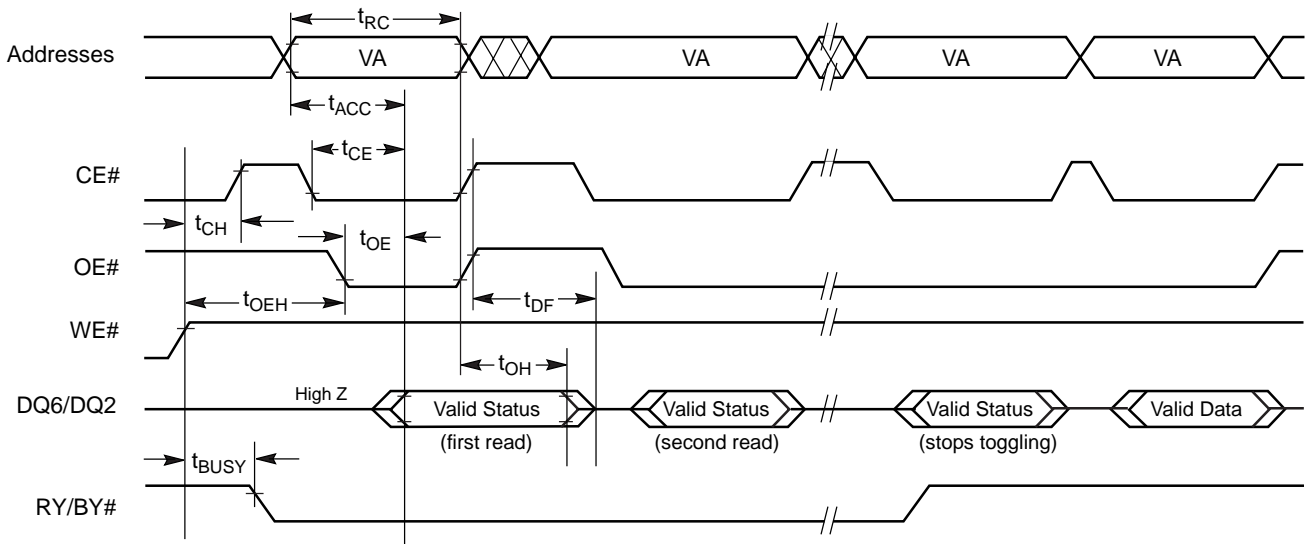 tRC
Addresses VA VA VA VA
tACC
tCE
CE#
tCH
tOE
OE#
tOEH
tDF
WE#
tOH
DQ6/DQ2 High Z Valid Status Valid Status Valid Status Valid Data
(first read) (second read) (stops toggling)
tBUSY
RY/BY#